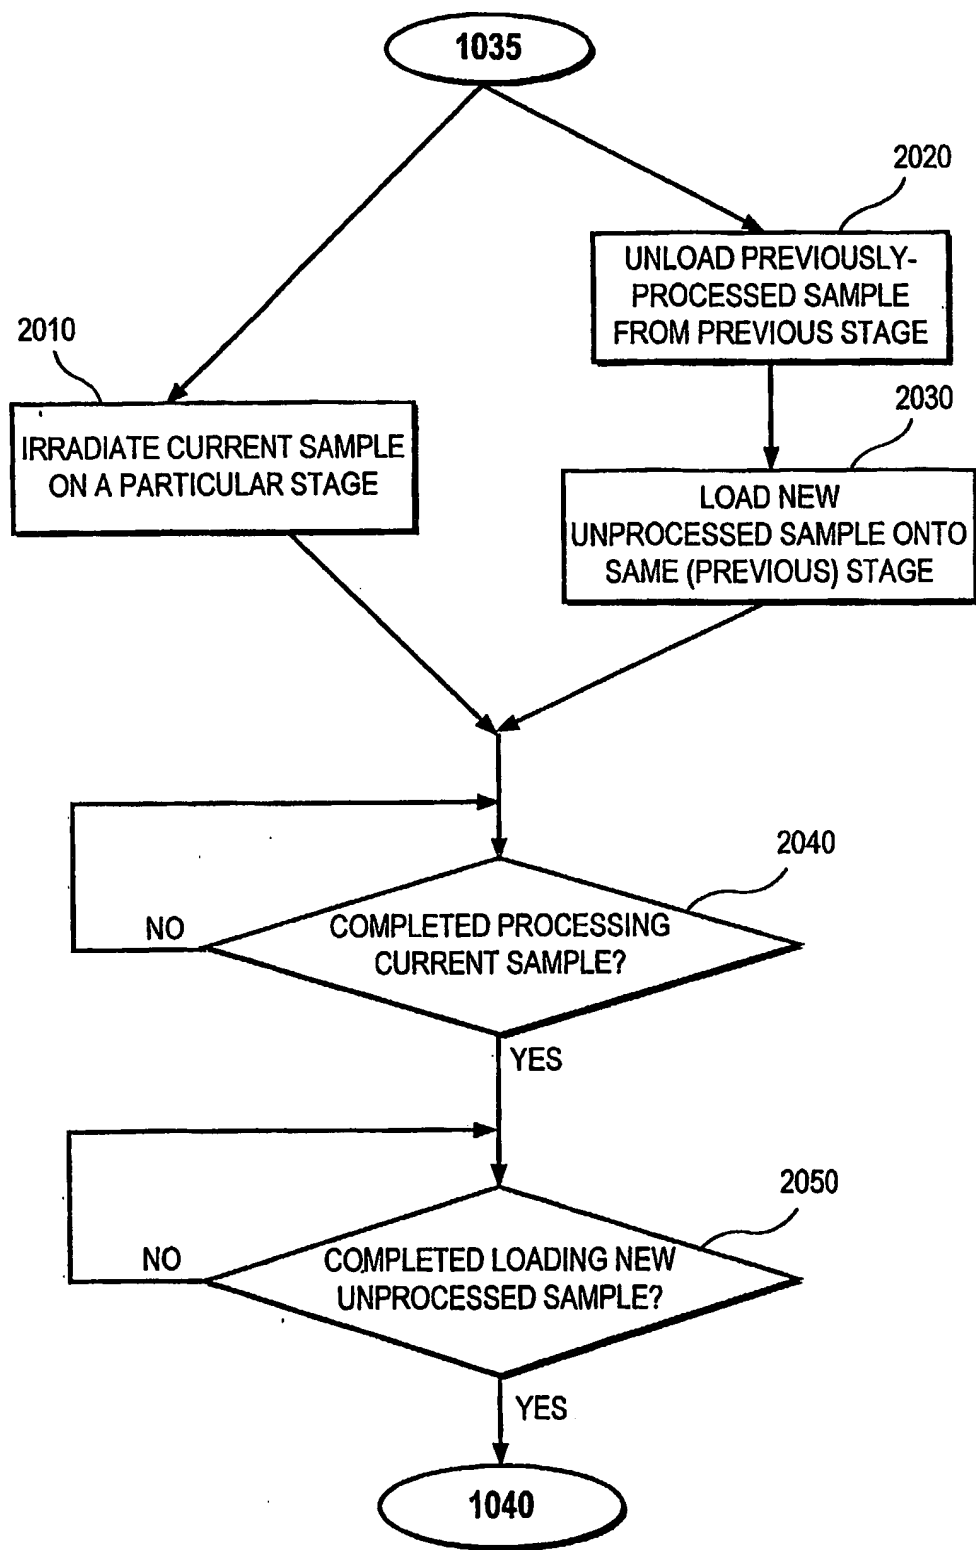 1035
2020
UNLOAD PREVIOUSLY-
PROCESSED SAMPLE
FROM PREVIOUS STAGE
2010
IRRADIATE CURRENT SAMPLE
ON A PARTICULAR STAGE
2030
LOAD NEW
UNPROCESSED SAMPLE ONTO
SAME (PREVIOUS) STAGE
2040
NO
COMPLETED PROCESSING
CURRENT SAMPLE?
YES
2050
NO
COMPLETED LOADING NEW
UNPROCESSED SAMPLE?
YES
1040